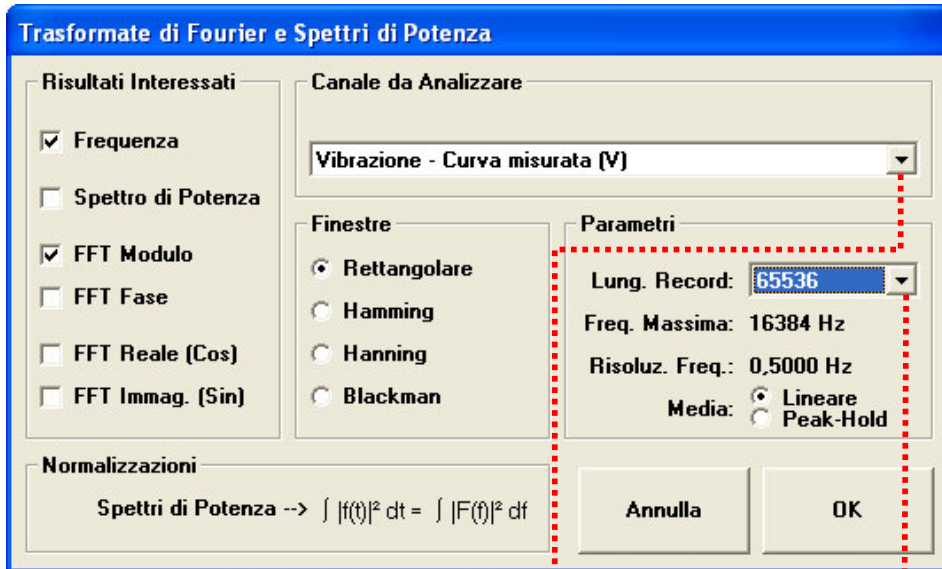 Trasformate di Fourier e Spettri di Potenza
Risultati Interessati
Frequenza
Spettro di Potenza
FFT Modulo
FFT Fase
FFT Reale (Cos)
FFT Immag. (Sin)
Canale da Analizzare
Vibrazione - Curva misurata (V)
Finestre
Rettangolare
Hamming
Hanning
Blackman
Parametri
Lung. Record: 65536
Freq. Massima: 16384 Hz
Risoluz. Freq.: 0,5000 Hz
Media: Lineare
Peak-Hold
Normalizzazioni
Spettri di Potenza --> ∫ |f(t)|² dt = ∫ |F(f)|² df
Annulla
OK